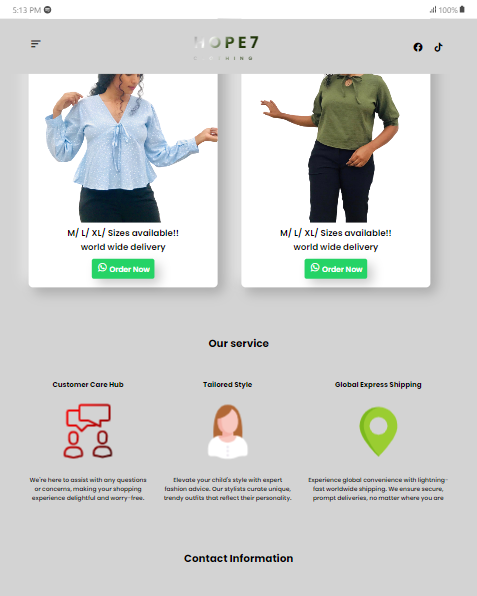 5:13 PM
100%
HOPE7
CLOTHING
M/ L/ XL/ Sizes available!!
world wide delivery
Order Now
M/ L/ XL/ Sizes available!!
world wide delivery
Order Now
Our service
Customer Care Hub
We're here to assist with any questions
or concerns, making your shopping
experience delightful and worry-free.
Tailored Style
Elevate your child's style with expert
fashion advice. Our stylists curate unique,
trendy outfits that reflect their personality.
Global Express Shipping
Experience global convenience with lightning-
fast worldwide shipping. We ensure secure,
prompt deliveries, no matter where you are
Contact Information